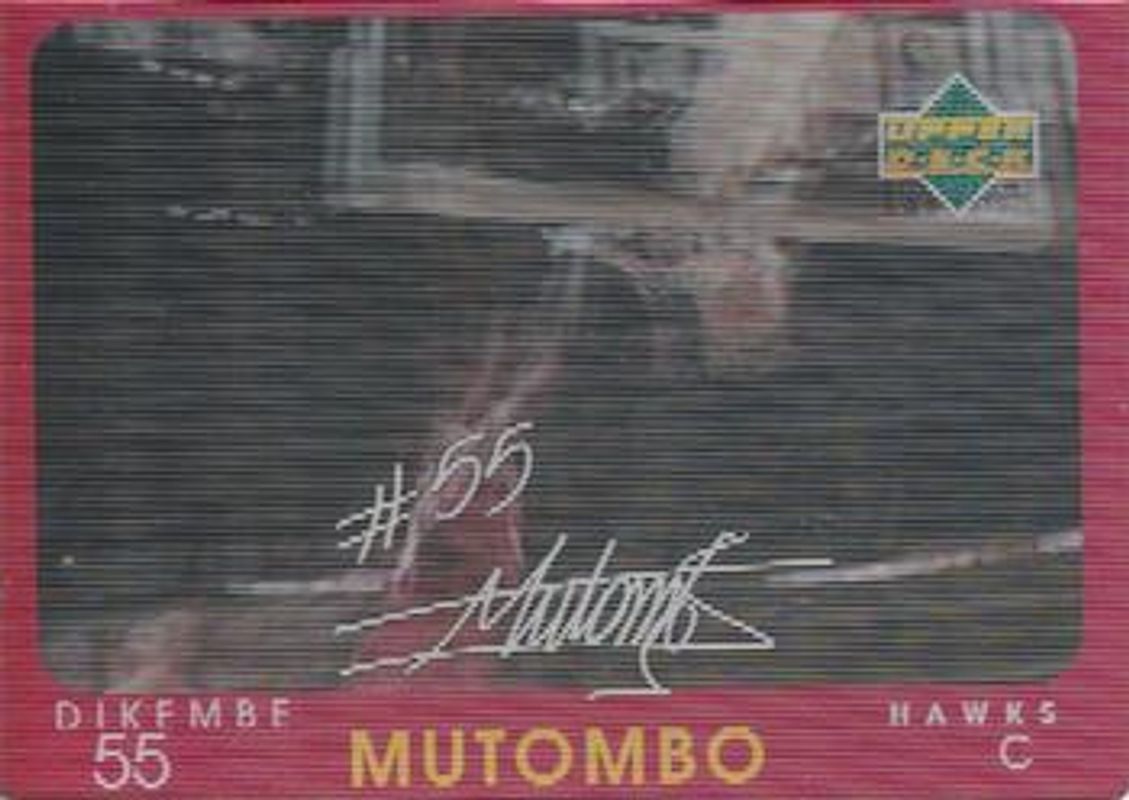 UPPER
DECK
#55
Mutombo
DIKEMBE
55
MUTOMBO
HAWKS
C